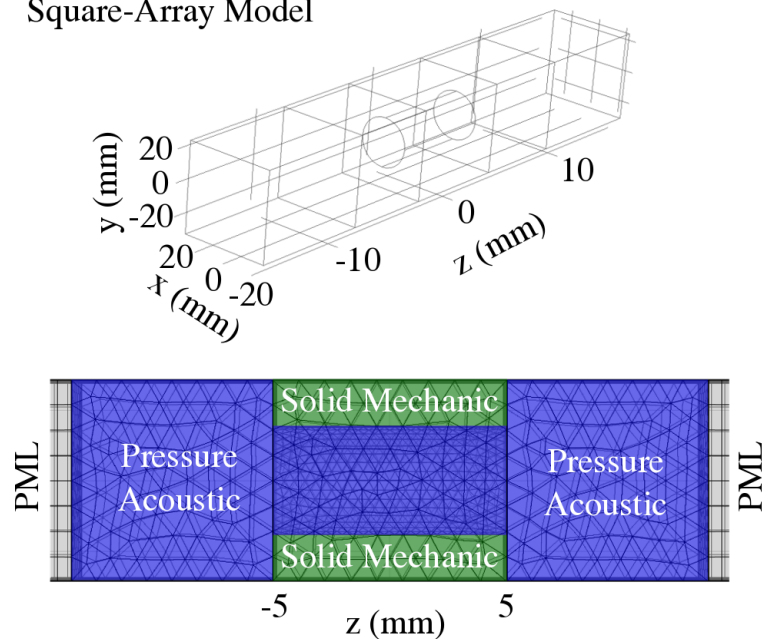 Square-Array Model
y (mm)
20
0
-20
20
0
-20
x (mm)
-10
0
10
z (mm)
Solid Mechanic
PML
Pressure
Acoustic
Pressure
Acoustic
PML
Solid Mechanic
-5
5
z (mm)